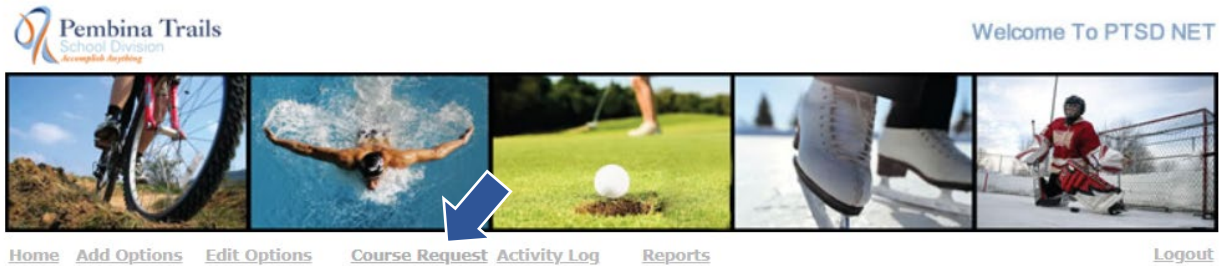 Pembina Trails
School Division
Accomplish Anything
Welcome To PTSD NET
Home Add Options Edit Options Course Request Activity Log Reports Logout